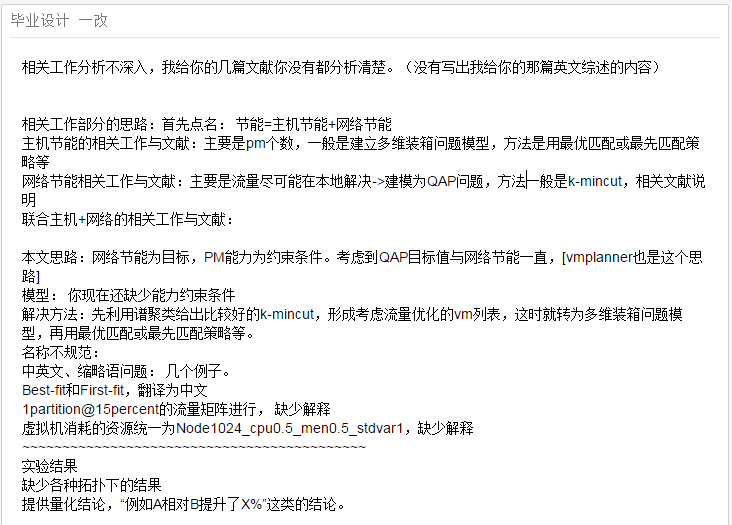 毕业设计 一改
相关工作分析不深入，我给你的几篇文献你没有都分析清楚。（没有写出我给你的那篇英文综述的内容）
相关工作部分的思路：首先点名： 节能=主机节能+网络节能
主机节能的相关工作与文献：主要是pm个数，一般是建立多维装箱问题模型，方法是用最优匹配或最先匹配策
略等
网络节能相关工作与文献：主要是流量尽可能在本地解决->建模为QAP问题，方法一般是k-mincut，相关文献说
明
联合主机+网络的相关工作与文献：
本文思路：网络节能为目标，PM能力为约束条件。考虑到QAP目标值与网络节能一直，[vmplanner也是这个思
路]
模型： 你现在还缺少能力约束条件
解决方法：先利用谱聚类给出比较好的k-mincut，形成考虑流量优化的vm列表，这时就转为多维装箱问题模
型，再用最优匹配或最先匹配策略等。
名称不规范：
中英文、缩略语问题： 几个例子。
Best-fit和First-fit，翻译为中文
1partition@15percent的流量矩阵进行， 缺少解释
虚拟机消耗的资源统一为Node1024_cpu0.5_men0.5_stdvar1，缺少解释
~~~~~~~~~~~~~~~~~~~~~~~~~~~~~~~~~~~~~~~~~~~
实验结果
缺少各种拓扑下的结果
提供量化结论，“例如A相对B提升了X%”这类的结论。